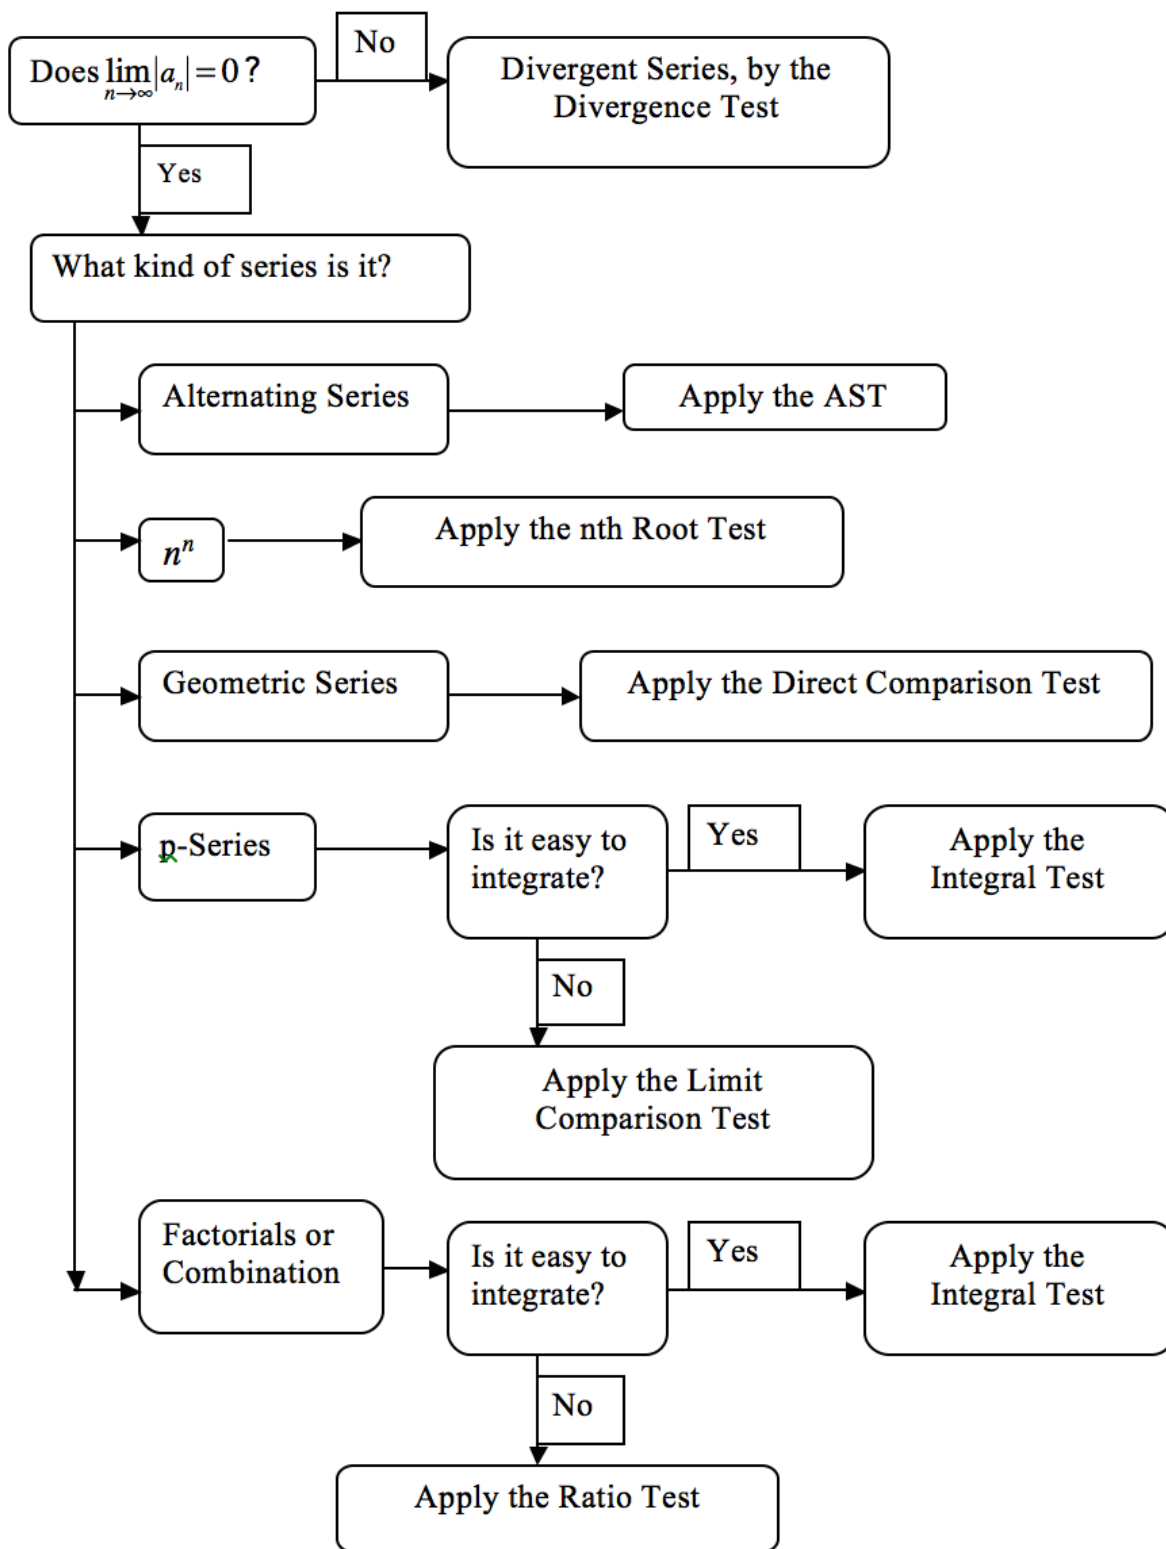 Does lim n→∞ |aₙ| = 0 ?
No
Divergent Series, by the
Divergence Test
Yes
What kind of series is it?
Alternating Series
Apply the AST
nⁿ
Apply the nth Root Test
Geometric Series
Apply the Direct Comparison Test
p-Series
Is it easy to
integrate?
Yes
Apply the
Integral Test
No
Apply the Limit
Comparison Test
Factorials or
Combination
Is it easy to
integrate?
Yes
Apply the
Integral Test
No
Apply the Ratio Test